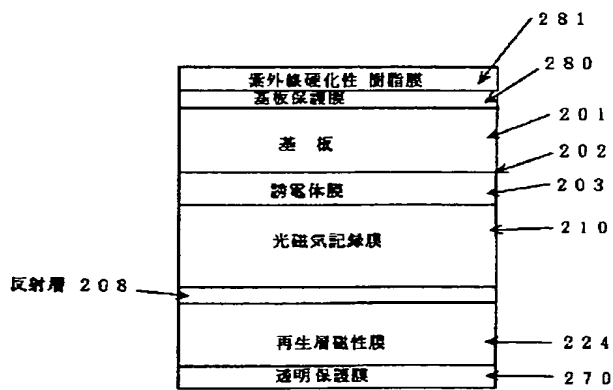 281
紫外線硬化性 樹脂膜
280
基板保護膜
201
基 板
202
誘電体膜
203
光磁気記録膜
210
反射層 208
再生層磁性膜
224
透明保護膜
270